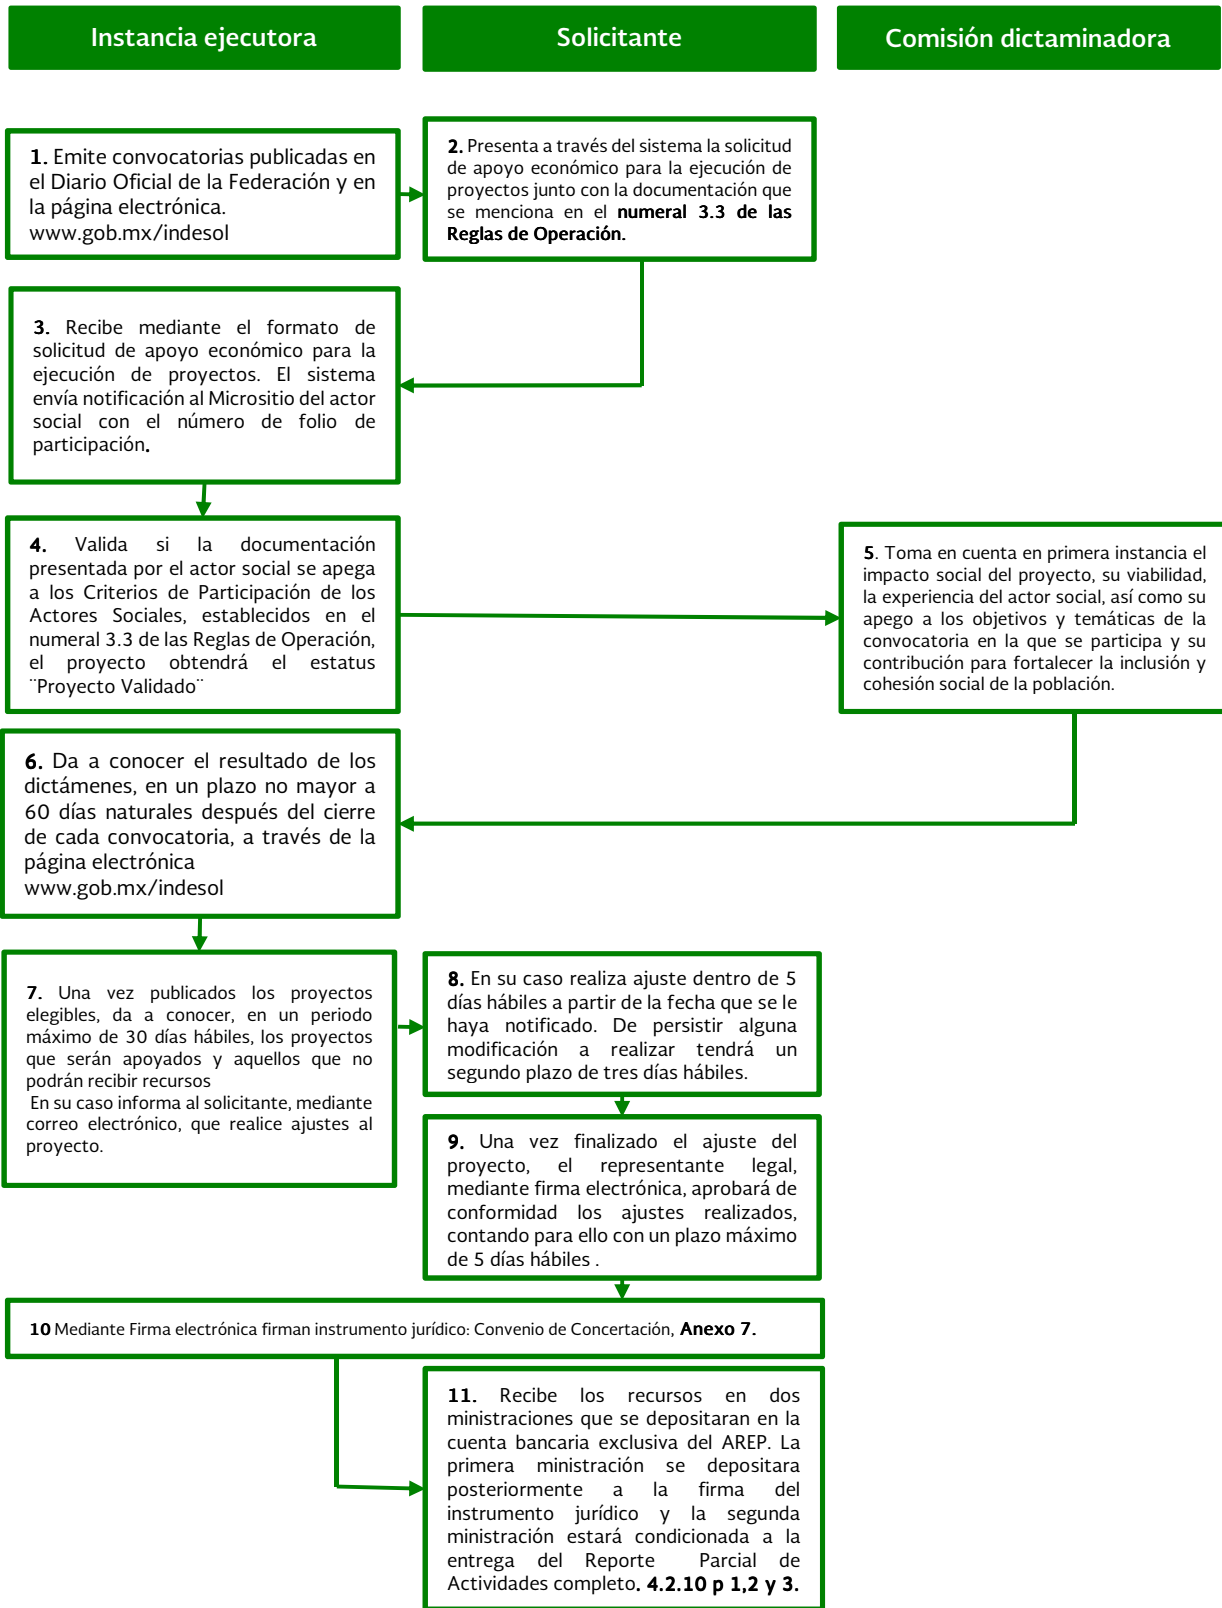 Instancia ejecutora
Solicitante
Comisión dictaminadora
1. Emite convocatorias publicadas en
el Diario Oficial de la Federación y en
la página electrónica.
www.gob.mx/indesol
2. Presenta a través del sistema la solicitud
de apoyo económico para la ejecución de
proyectos junto con la documentación que
se menciona en el numeral 3.3 de las
Reglas de Operación.
3. Recibe mediante el formato de
solicitud de apoyo económico para la
ejecución de proyectos. El sistema
envía notificación al Micrositio del actor
social con el número de folio de
participación.
4. Valida si la documentación
presentada por el actor social se apega
a los Criterios de Participación de los
Actores Sociales, establecidos en el
numeral 3.3 de las Reglas de Operación,
el proyecto obtendrá el estatus
¨Proyecto Validado¨
5. Toma en cuenta en primera instancia el
impacto social del proyecto, su viabilidad,
la experiencia del actor social, así como su
apego a los objetivos y temáticas de la
convocatoria en la que se participa y su
contribución para fortalecer la inclusión y
cohesión social de la población.
6. Da a conocer el resultado de los
dictámenes, en un plazo no mayor a
60 días naturales después del cierre
de cada convocatoria, a través de la
página electrónica
www.gob.mx/indesol
7. Una vez publicados los proyectos
elegibles, da a conocer, en un periodo
máximo de 30 días hábiles, los proyectos
que serán apoyados y aquellos que no
podrán recibir recursos
En su caso informa al solicitante, mediante
correo electrónico, que realice ajustes al
proyecto.
8. En su caso realiza ajuste dentro de 5
días hábiles a partir de la fecha que se le
haya notificado. De persistir alguna
modificación a realizar tendrá un
segundo plazo de tres días hábiles.
9. Una vez finalizado el ajuste del
proyecto, el representante legal,
mediante firma electrónica, aprobará de
conformidad los ajustes realizados,
contando para ello con un plazo máximo
de 5 días hábiles .
10 Mediante Firma electrónica firman instrumento jurídico: Convenio de Concertación, Anexo 7.
11. Recibe los recursos en dos
ministraciones que se depositaran en la
cuenta bancaria exclusiva del AREP. La
primera ministración se depositara
posteriormente a la firma del
instrumento jurídico y la segunda
ministración estará condicionada a la
entrega del Reporte Parcial de
Actividades completo. 4.2.10 p 1,2 y 3.